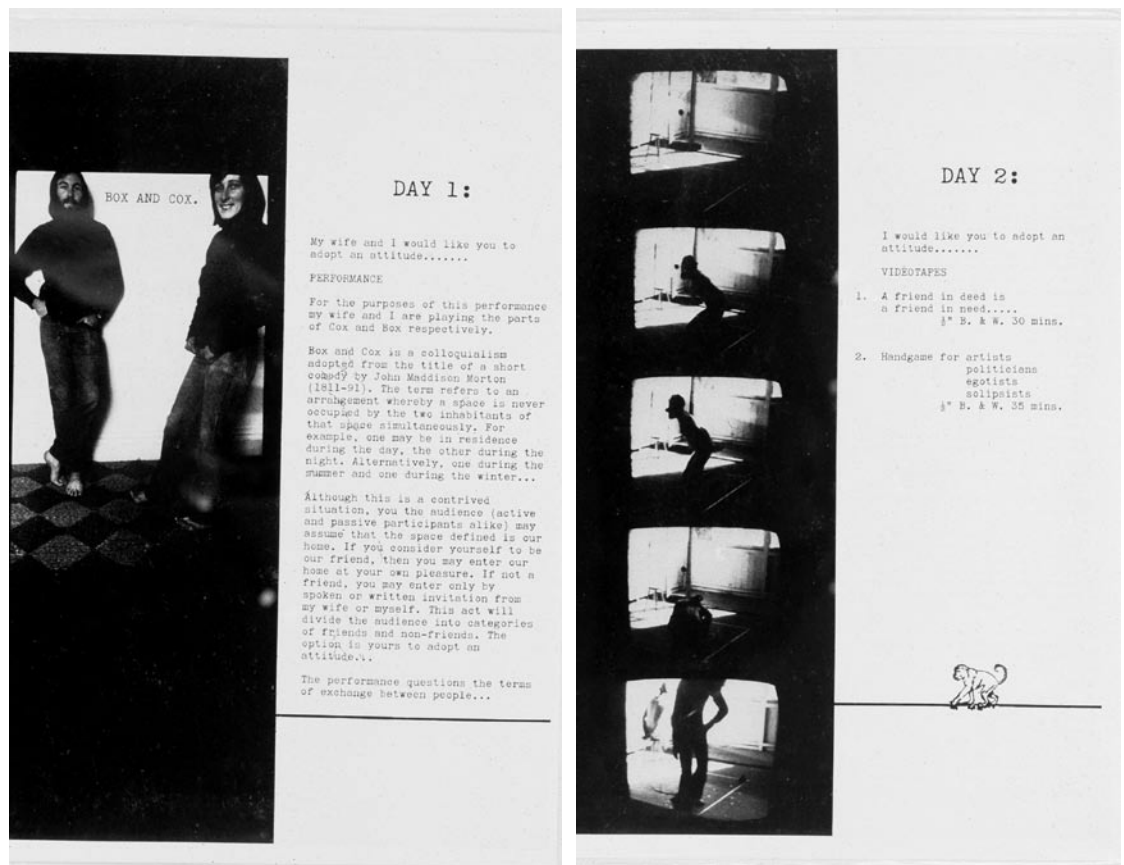 BOX AND COX.
DAY 1:
My wife and I would like you to
adopt an attitude.......
PERFORMANCE
For the purposes of this performance
my wife and I are playing the parts
of Cox and Box respectively.
Box and Cox is a colloquialism
adopted from the title of a short
comedy by John Maddison Morton
(1811-91). The term refers to an
arrangement whereby a space is never
occupied by the two inhabitants of
that space simultaneously. For
example, one may be in residence
during the day, the other during the
night. Alternatively, one during the
summer and one during the winter...
Although this is a contrived
situation, you the audience (active
and passive participants alike) may
assume that the space defined is our
home. If you consider yourself to be
our friend, then you may enter our
home at your own pleasure. If not a
friend, you may enter only by
spoken or written invitation from
my wife or myself. This act will
divide the audience into categories
of friends and non-friends. The
option is yours to adopt an
attitude...
The performance questions the terms
of exchange between people...
DAY 2:
I would like you to adopt an
attitude.......
VIDEOTAPES
1. A friend in deed is
a friend in need.....
½" B. & W. 30 mins.
2. Handgame for artists
politicians
egotists
solipsists
½" B. & W. 35 mins.